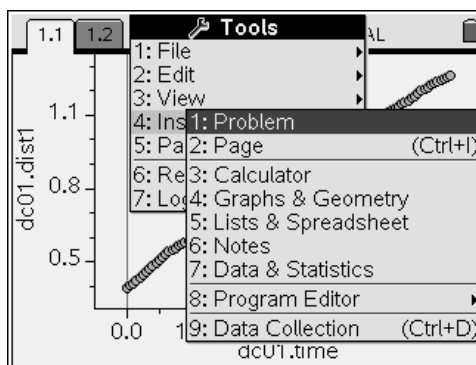 1.1 1.2 Tools
1: File
2: Edit
3: View
4: Ins 1: Problem
5: Pa 2: Page (Ctrl+I)
6: Re 3: Calculator
7: Lo 4: Graphs & Geometry
5: Lists & Spreadsheet
6: Notes
7: Data & Statistics
8: Program Editor
9: Data Collection (Ctrl+D)
dc01.dist1
1.1
0.8
0.5
0.0 1
dc01.time